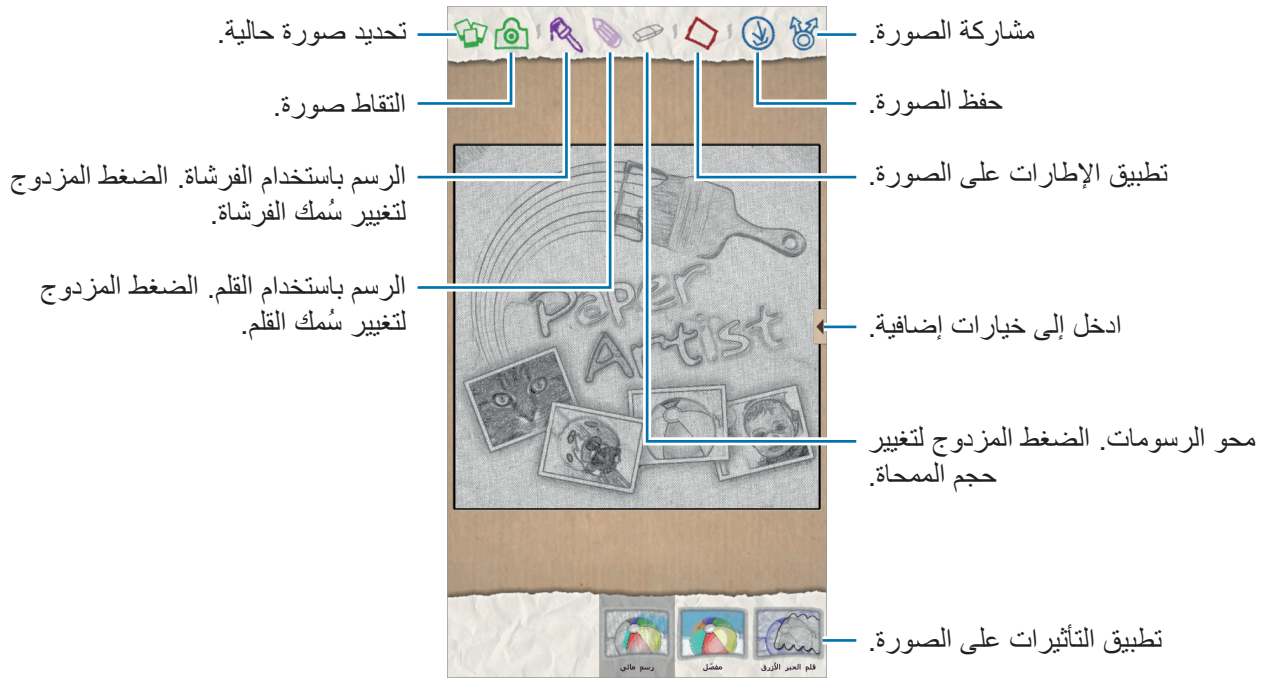 مشاركة الصورة.
حفظ الصورة.
تطبيق الإطارات على الصورة.
ادخل إلى خيارات إضافية.
محو الرسومات. الضغط المزدوج لتغيير
حجم الممحاة.
تطبيق التأثيرات على الصورة.
تحديد صورة حالية.
التقاط صورة.
الرسم باستخدام الفرشاة. الضغط المزدوج
لتغيير سُمك الفرشاة.
الرسم باستخدام القلم. الضغط المزدوج
لتغيير سُمك القلم.
Paper
Artist
قلم الحبر الأزرق
مفصّل
رسم مائي